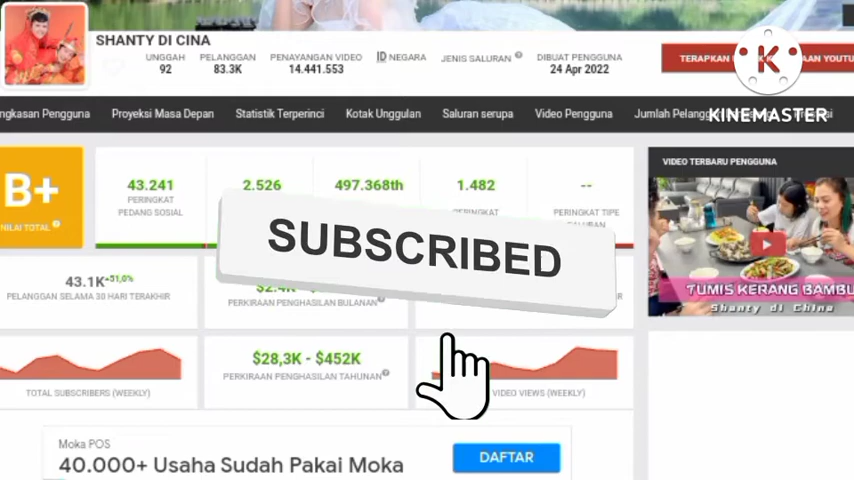 SHANTY DI CINA
UNGGAH
92
PELANGGAN
83.3K
PENAYANGAN VIDEO
14.441.553
NEGARA
ID
JENIS SALURAN
DIBUAT PENGGUNA
24 Apr 2022
TERAPKAN
YOUTU
K
KINEMASTER
ngkasan Pengguna Proyeksi Masa Depan Statistik Terperinci Kotak Unggulan Saluran serupa Video Pengguna Jumlah Pelangg
B+
NILAI TOTAL
43.241
PERINGKAT
PEDANG SOSIAL
2.526
497.368th
1.482
PERINGKAT
--
PERINGKAT TIPE
SUBSCRIBED
43.1K +51,0%
PELANGGAN SELAMA 30 HARI TERAKHIR
PERKIRAAN PENGHASILAN BULANAN
TOTAL SUBSCRIBERS (WEEKLY)
$28,3K - $452K
PERKIRAAN PENGHASILAN TAHUNAN
VIDEO VIEWS (WEEKLY)
VIDEO TERBARU PENGGUNA
TUMIS KERANG BAMBU
Shanty di China
Moka POS
40.000+ Usaha Sudah Pakai Moka
DAFTAR